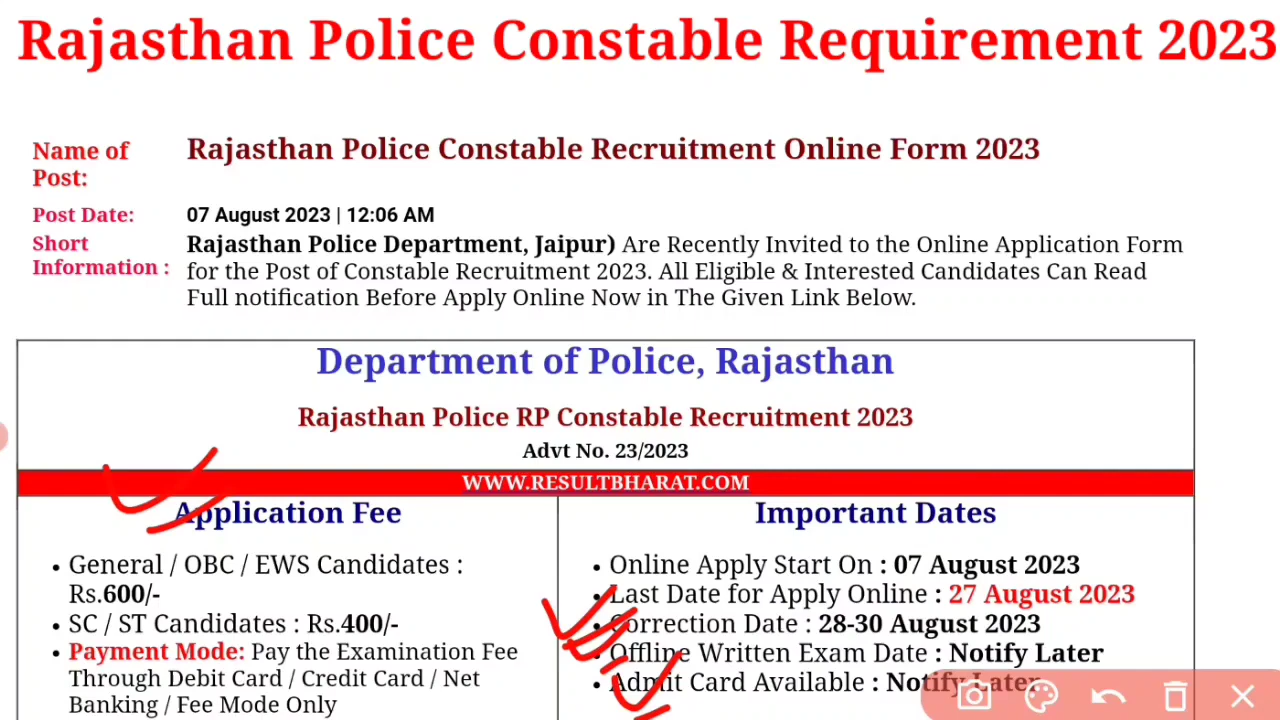 Rajasthan Police Constable Requirement 2023
Name of
Post:
Rajasthan Police Constable Recruitment Online Form 2023
Post Date:
07 August 2023 | 12:06 AM
Short
Information :
Rajasthan Police Department, Jaipur) Are Recently Invited to the Online Application Form
for the Post of Constable Recruitment 2023. All Eligible & Interested Candidates Can Read
Full notification Before Apply Online Now in The Given Link Below.
Department of Police, Rajasthan
Rajasthan Police RP Constable Recruitment 2023
Advt No. 23/2023
WWW.RESULTBHARAT.COM
Application Fee
• General / OBC / EWS Candidates :
Rs.600/-
• SC / ST Candidates : Rs.400/-
• Payment Mode: Pay the Examination Fee
Through Debit Card / Credit Card / Net
Banking / Fee Mode Only
Important Dates
• Online Apply Start On : 07 August 2023
• Last Date for Apply Online : 27 August 2023
• Correction Date : 28-30 August 2023
• Offline Written Exam Date : Notify Later
• Admit Card Available : Notify Later